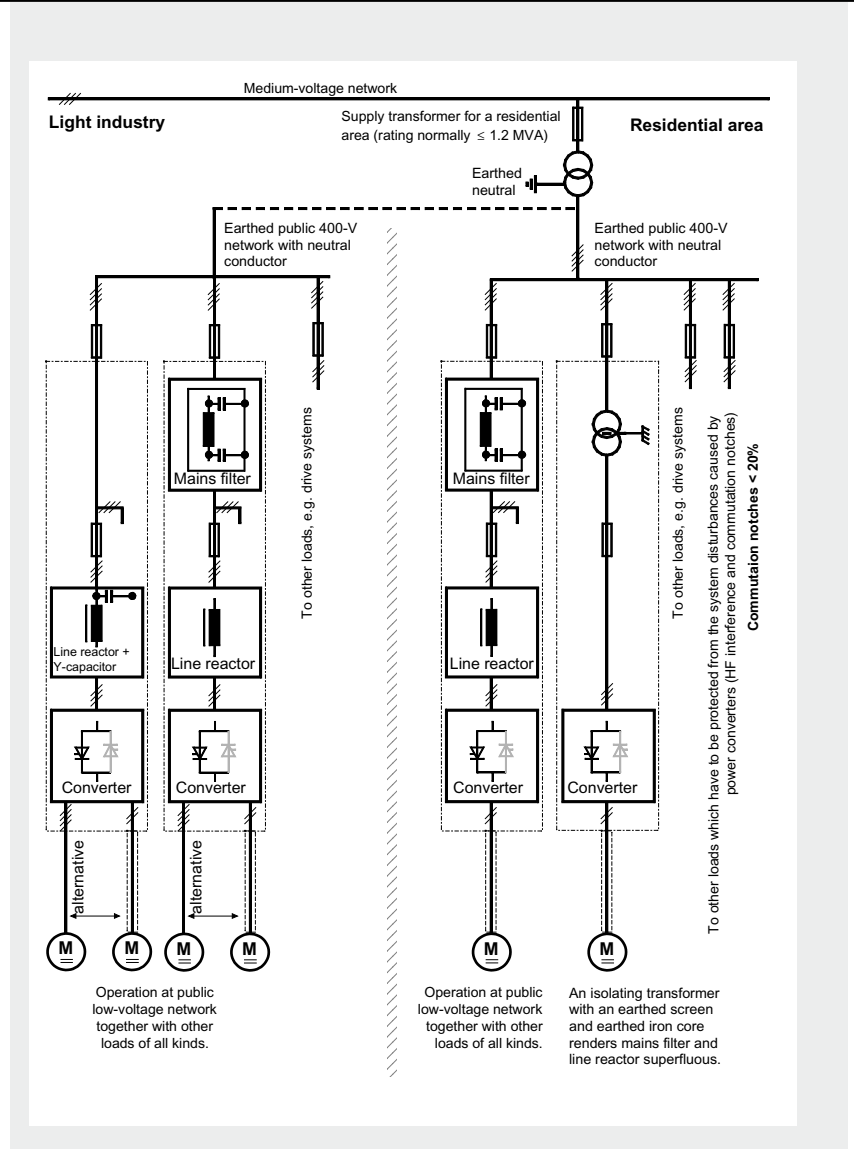 Medium-voltage network
Light industry
Supply transformer for a residential
area (rating normally ≤ 1.2 MVA)
Residential area
Earthed
neutral
Earthed public 400-V
network with neutral
conductor
Earthed public 400-V
network with neutral
conductor
Mains filter
Line reactor +
Y-capacitor
Line reactor
Converter
Converter
alternative
alternative
M
M
M
M
To other loads, e.g. drive systems
Operation at public
low-voltage network
together with other
loads of all kinds.
Mains filter
Line reactor
Converter
Converter
M
M
To other loads, e.g. drive systems
To other loads which have to be protected from the system disturbances caused by
power converters (HF interference and commutation notches)
Commutaion notches < 20%
Operation at public
low-voltage network
together with other
loads of all kinds.
An isolating transformer
with an earthed screen
and earthed iron core
renders mains filter and
line reactor superfluous.